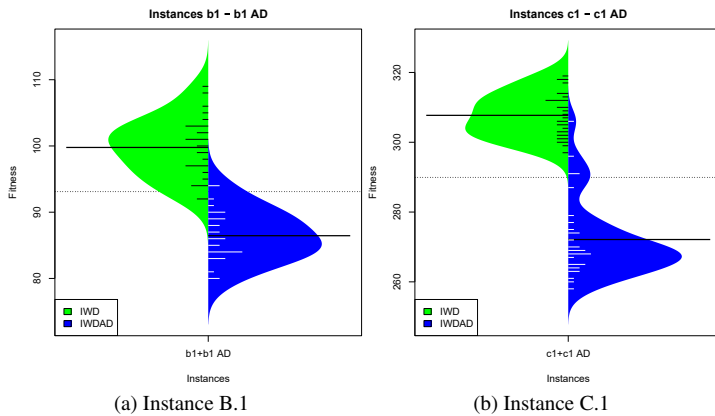 Instances b1 − b1 AD
Fitness
110
100
90
80
IWD
IWDAD
b1+b1 AD
Instances
(a) Instance B.1
Instances c1 − c1 AD
Fitness
320
300
280
260
IWD
IWDAD
c1+c1 AD
Instances
(b) Instance C.1